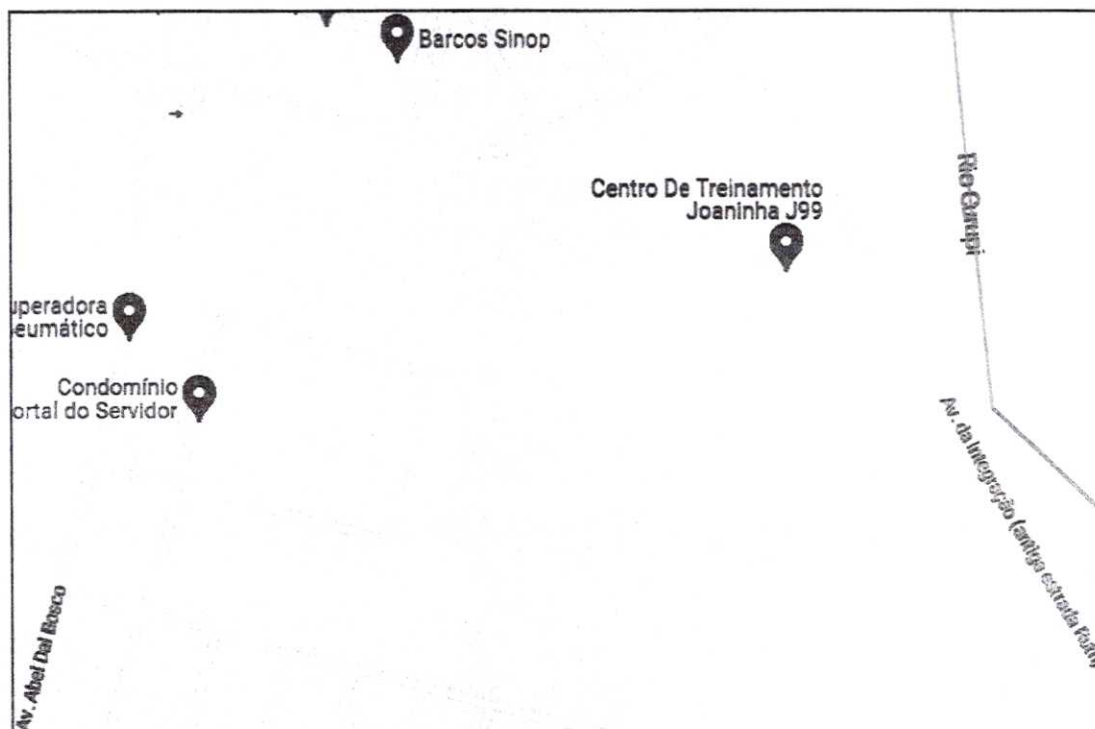 Barcos Sinop
Centro De Treinamento
Joaninha J99
Rio Curupi
uperadora
eumático
Condomínio
ortal do Servidor
Av. da Integração (antiga estrada Ruth)
Av. Abel Dal Bosco